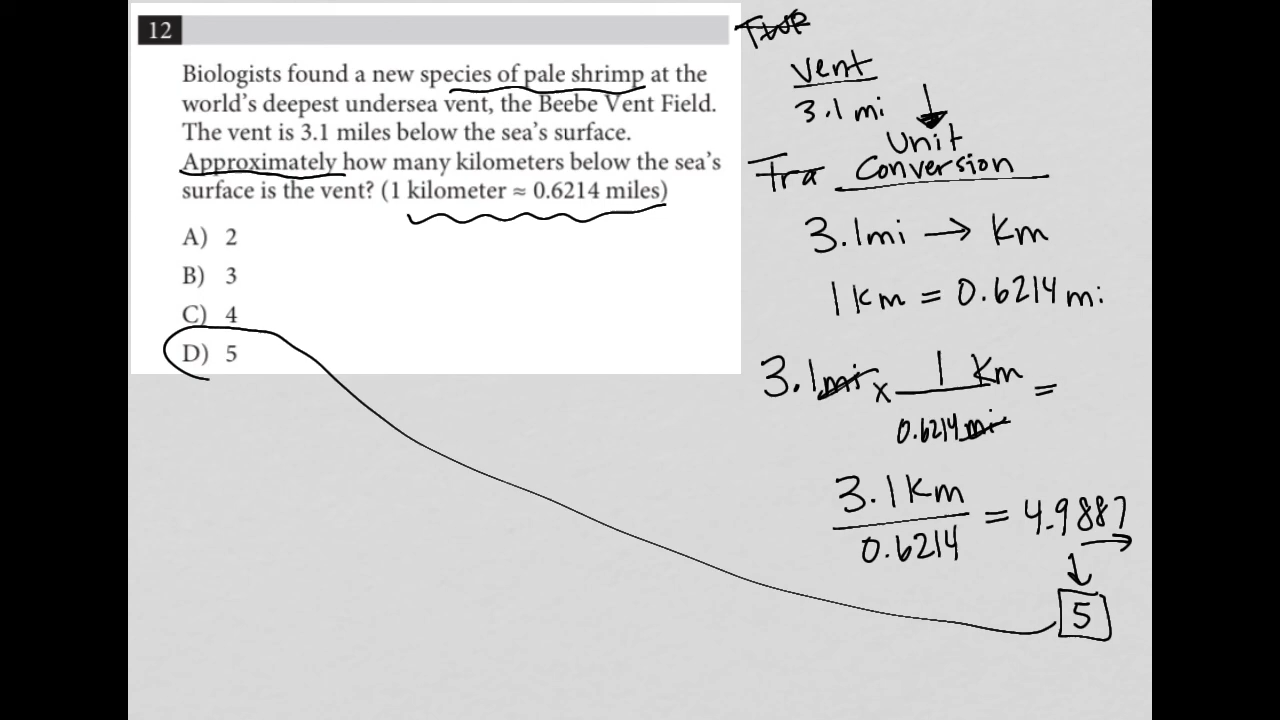 12
Biologists found a new species of pale shrimp at the
world's deepest undersea vent, the Beebe Vent Field.
The vent is 3.1 miles below the sea's surface.
Approximately how many kilometers below the sea's
surface is the vent? (1 kilometer ≈ 0.6214 miles)
A) 2
B) 3
C) 4
D) 5
vent
3.1 mi
Unit
Tra Conversion
3.1mi → Km
1 Km = 0.6214 mi
3.1mi x 1 Km =
0.6214 mi
3.1 Km
0.6214
= 4.9887
5